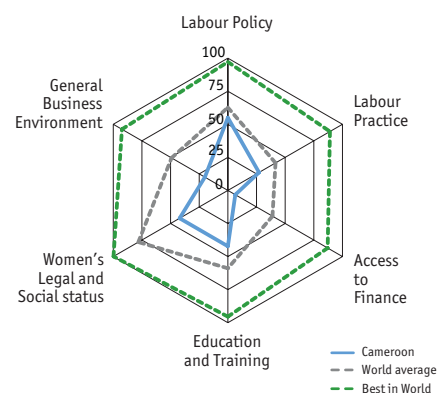 Labour Policy
100
75
50
25
0
General
Business
Environment
Labour
Practice
Women's
Legal and
Social status
Access
to
Finance
Education
and Training
Cameroon
World average
Best in World